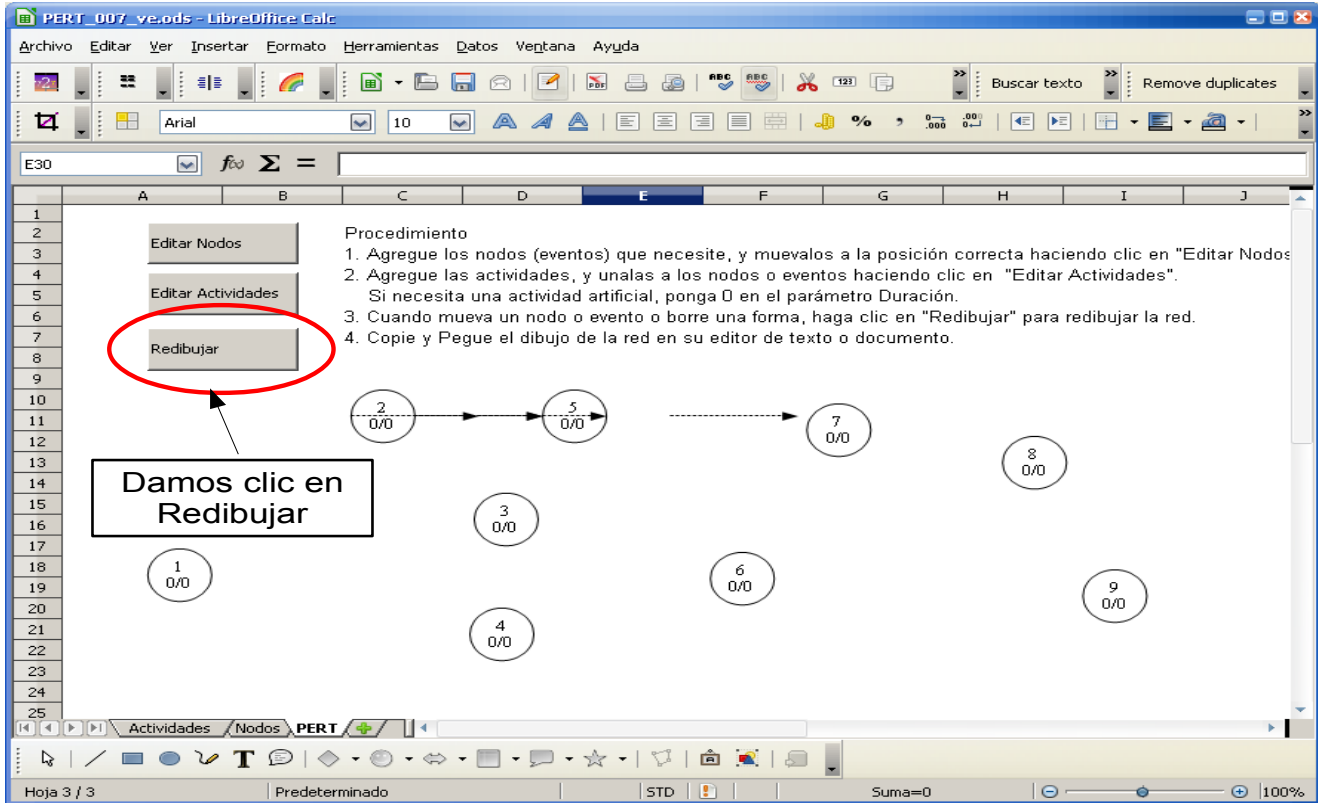 PERT_007_ve.ods - LibreOffice Calc
Archivo Editar Ver Insertar Formato Herramientas Datos Ventana Ayuda
Buscar texto Remove duplicates
Arial 10
E30
A B C D E F G H I J
1
2
3
4
5
6
7
8
9
10
11
12
13
14
15
16
17
18
19
20
21
22
23
24
25
Editar Nodos
Editar Actividades
Redibujar
Procedimiento
1. Agregue los nodos (eventos) que necesite, y muevalos a la posición correcta haciendo clic en "Editar Nodos
2. Agregue las actividades, y unalas a los nodos o eventos haciendo clic en "Editar Actividades".
Si necesita una actividad artificial, ponga 0 en el parámetro Duración.
3. Cuando mueva un nodo o evento o borre una forma, haga clic en "Redibujar" para redibujar la red.
4. Copie y Pegue el dibujo de la red en su editor de texto o documento.
2
0/0
5
0/0
7
0/0
8
0/0
Damos clic en
Redibujar
3
0/0
1
0/0
6
0/0
9
0/0
4
0/0
Actividades Nodos PERT
Hoja 3 / 3 Predeterminado STD Suma=0 100%